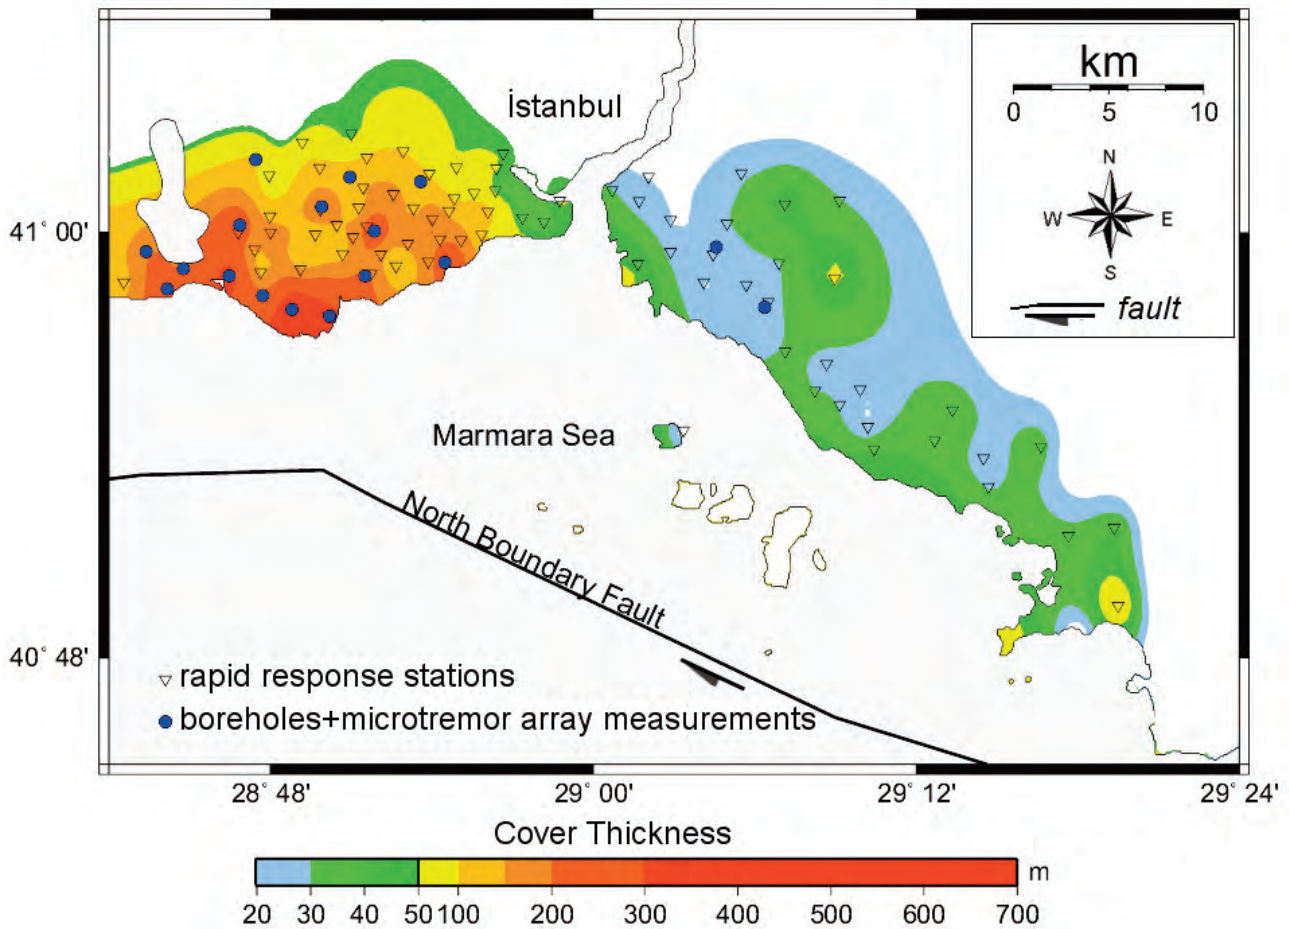 km
0 5 10
İstanbul
N
W E
S
fault
41° 00'
Marmara Sea
North Boundary Fault
40° 48'
rapid response stations
boreholes+microtremor array measurements
28° 48' 29° 00' 29° 12' 29° 24'
Cover Thickness
m
20 30 40 50 100 200 300 400 500 600 700